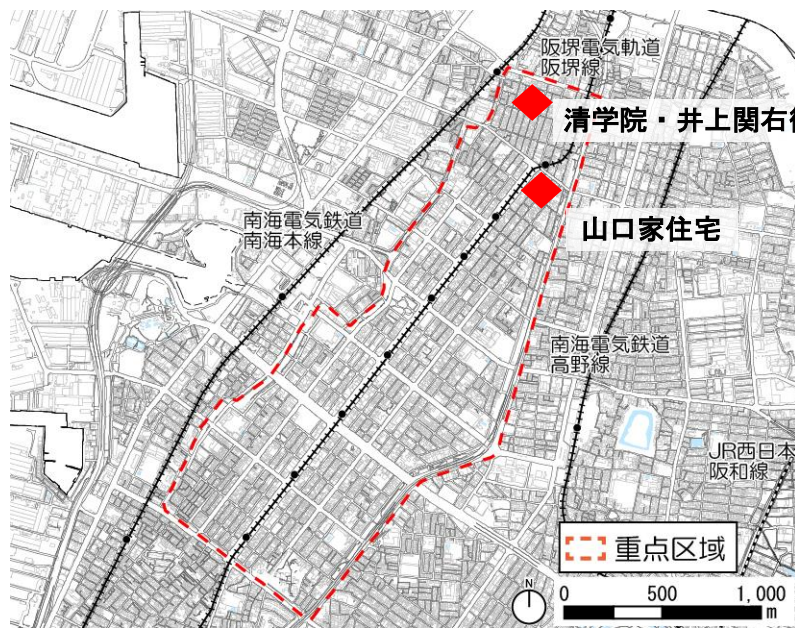 阪堺電気軌道
阪堺線
清学院・井上関右
山口家住宅
南海電気鉄道
南海本線
南海電気鉄道
高野線
JR西日本
阪和線
重点区域
N
0 500 1,000
m